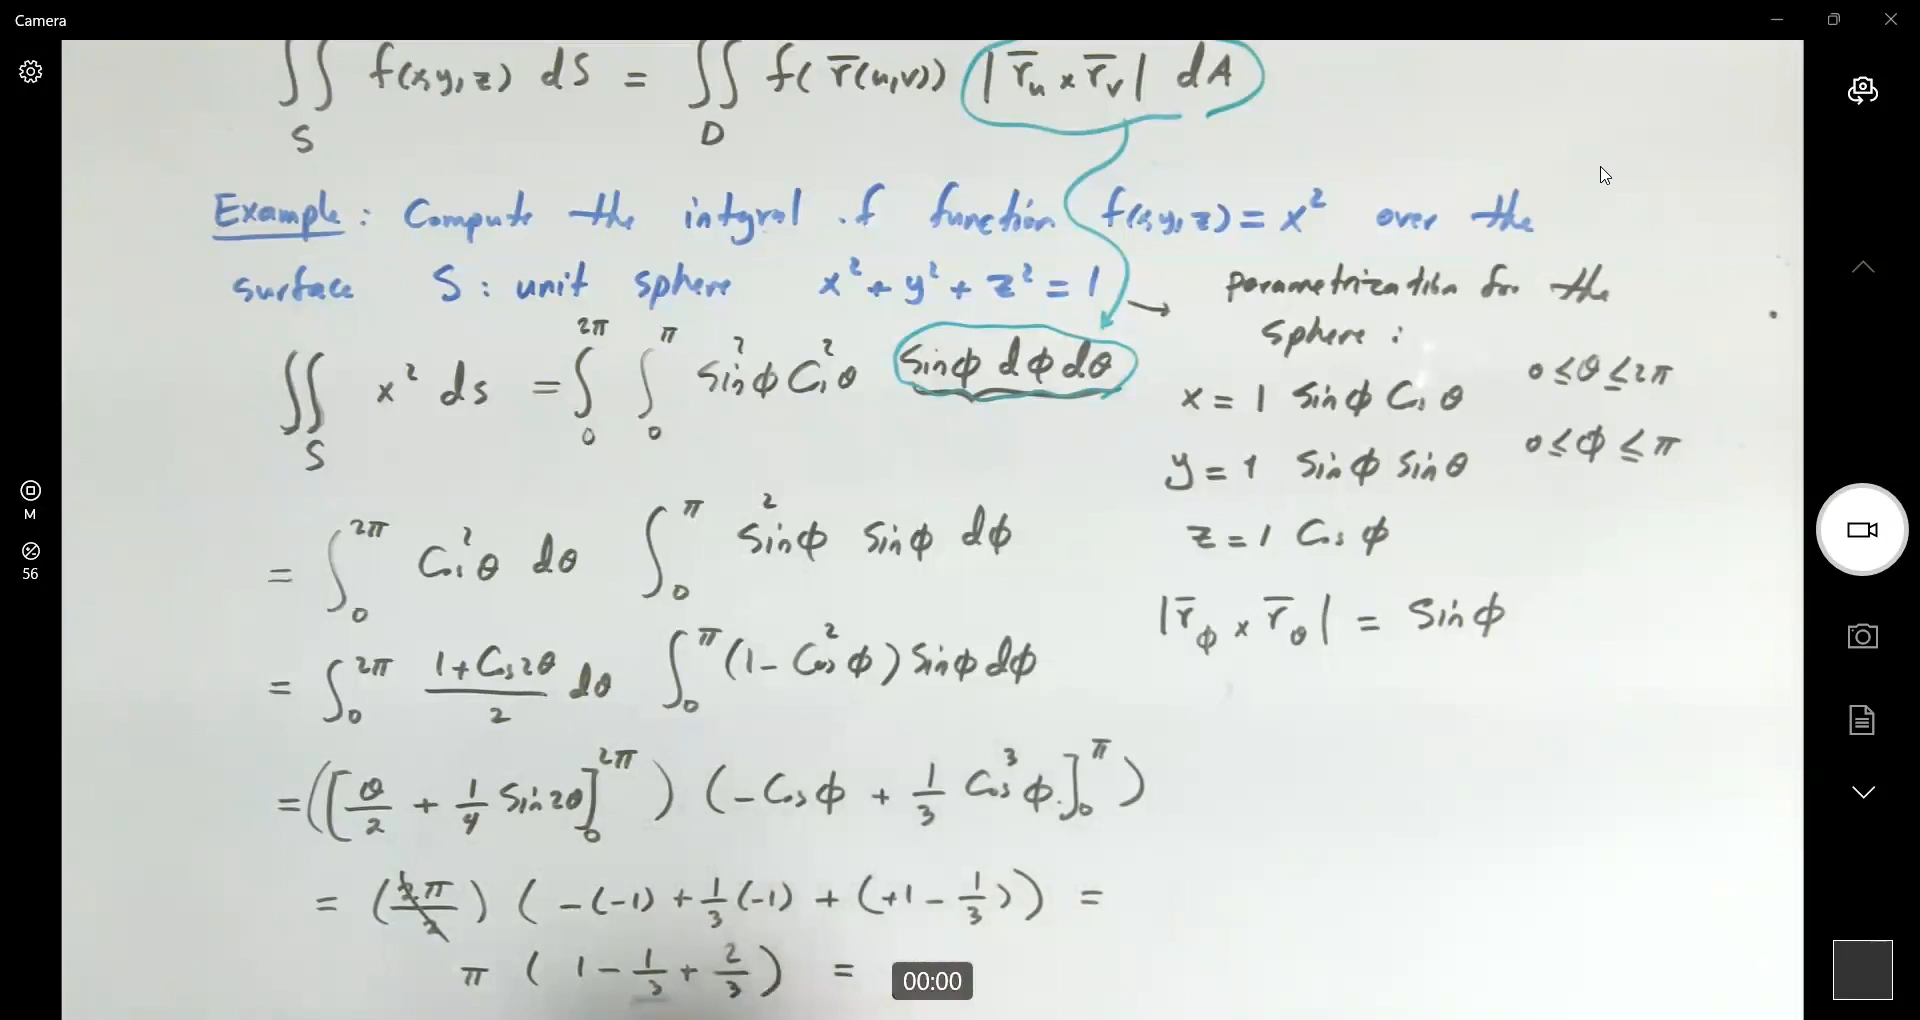 Camera
∫∫_S f(x,y,z) dS = ∫∫_D f(r̄(u,v)) |r̄_u × r̄_v| dA
Example: Compute the integral of function f(x,y,z) = x² over the
surface S: unit sphere x² + y² + z² = 1 →
parametrization for the
sphere:
∫∫_S x² ds = ∫_0^2π ∫_0^π sin²φ Cos²θ sinφ dφ dθ
x = 1 sinφ Cosθ 0 ≤ θ ≤ 2π
y = 1 sinφ sinθ 0 ≤ φ ≤ π
z = 1 Cosφ
|r̄_φ × r̄_θ| = sinφ
= ∫_0^2π Cos²θ dθ ∫_0^π sin²φ sinφ dφ
= ∫_0^2π (1 + Cos2θ)/2 dθ ∫_0^π (1 - Cos²φ) sinφ dφ
= ([θ/2 + 1/4 sin2θ]_0^2π) (-Cosφ + 1/3 Cos³φ]_0^π)
= (2π/2) (-(-1) + 1/3(-1) + (+1 - 1/3)) =
π (1 - 1/3 + 2/3) =
M
56
00:00